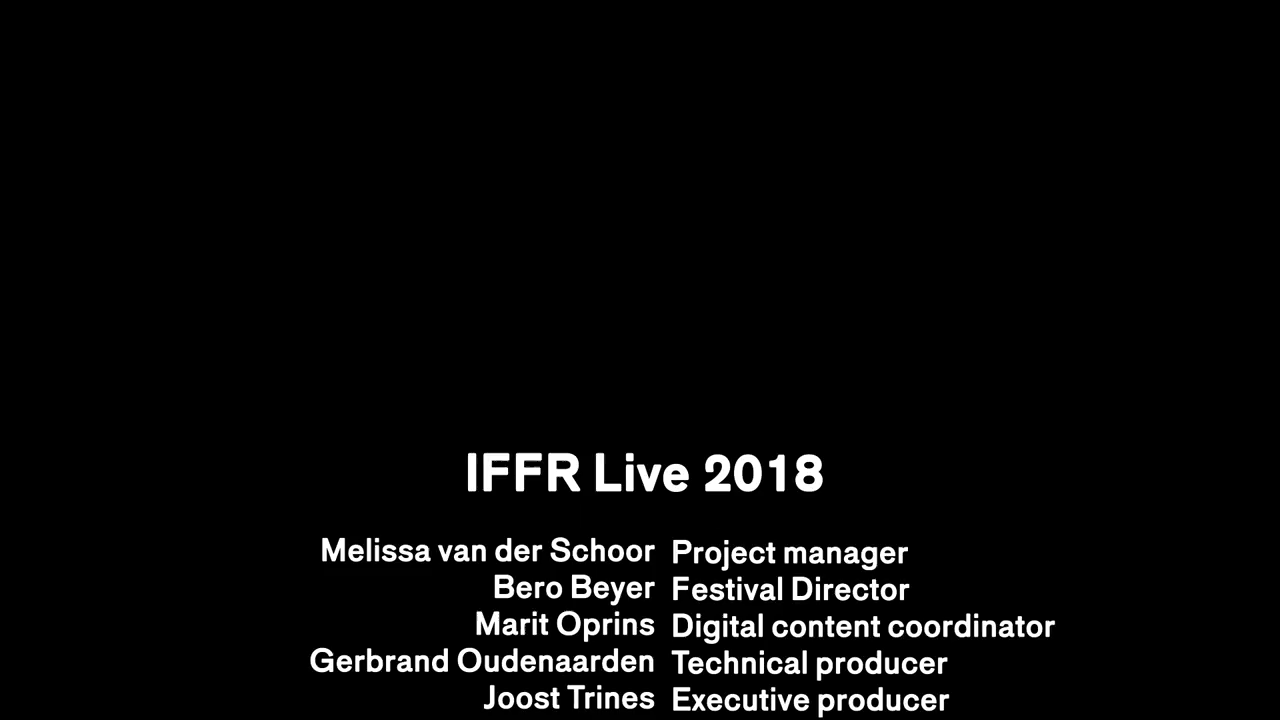 IFFR Live 2018
Melissa van der Schoor Project manager
Bero Beyer Festival Director
Marit Oprins Digital content coordinator
Gerbrand Oudenaarden Technical producer
Joost Trines Executive producer